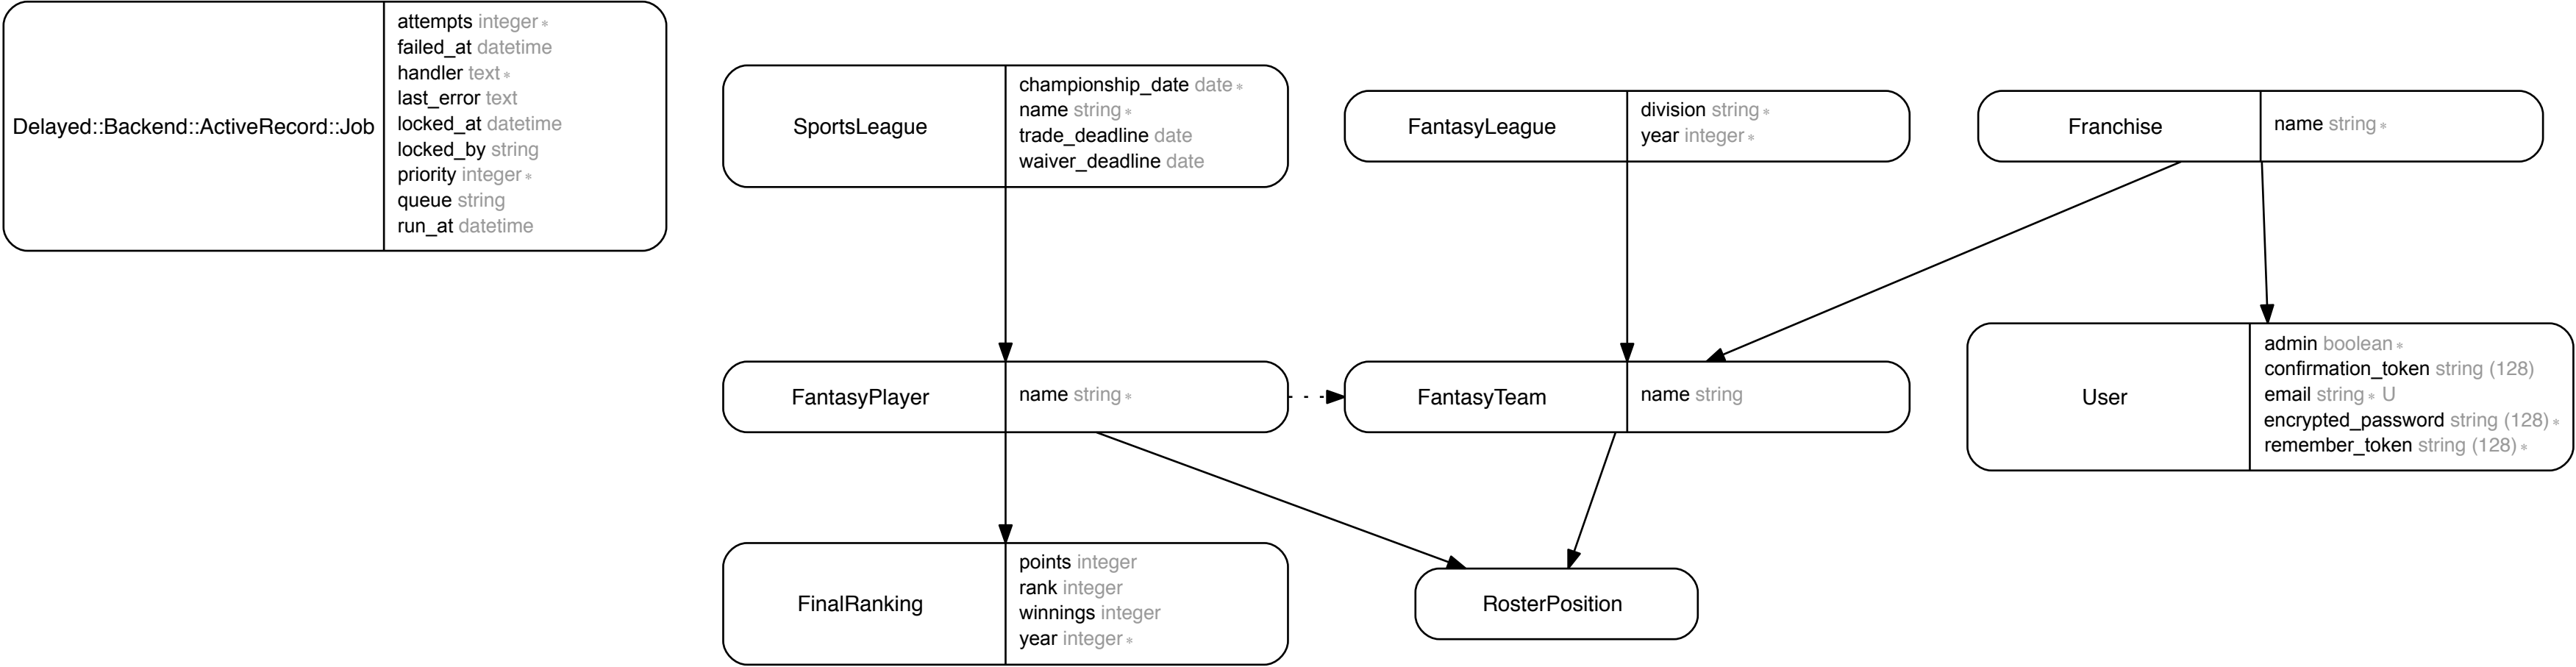 Delayed::Backend::ActiveRecord::Job
attempts integer *
failed_at datetime
handler text *
last_error text
locked_at datetime
locked_by string
priority integer *
queue string
run_at datetime
SportsLeague
championship_date date *
name string *
trade_deadline date
waiver_deadline date
FantasyLeague
division string *
year integer *
Franchise
name string *
FantasyPlayer
name string *
FantasyTeam
name string
User
admin boolean *
confirmation_token string (128)
email string * U
encrypted_password string (128) *
remember_token string (128) *
FinalRanking
points integer
rank integer
winnings integer
year integer *
RosterPosition